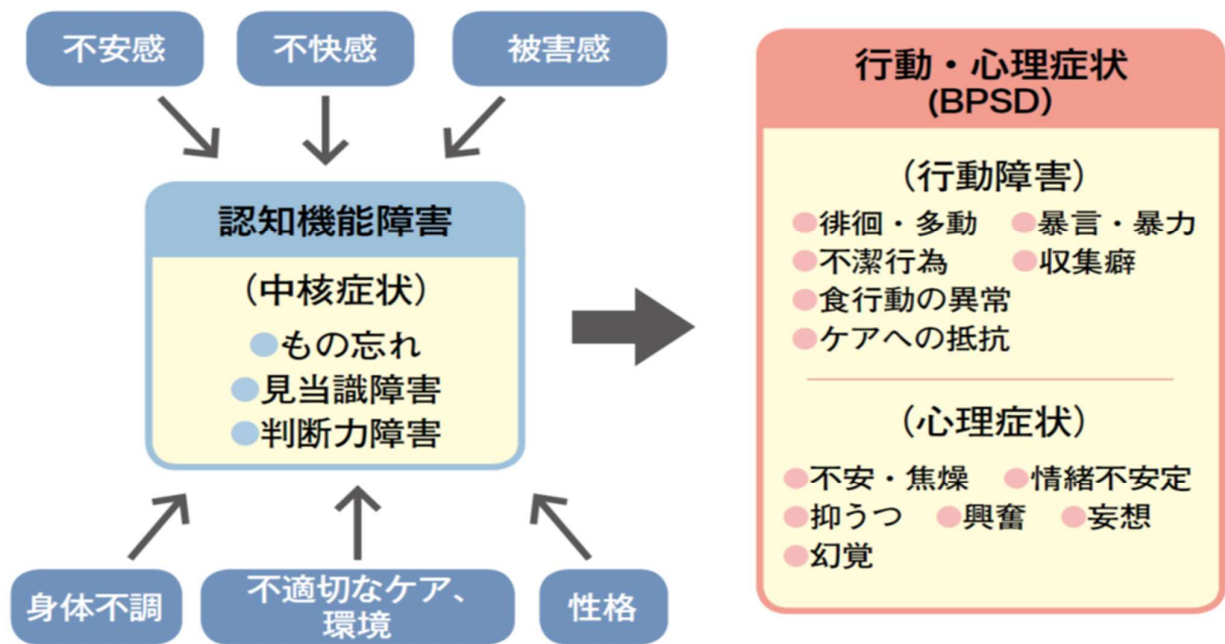 不安感
不快感
被害感
認知機能障害
(中核症状)
●もの忘れ
●見当識障害
●判断力障害
身体不調
不適切なケア、
環境
性格
行動・心理症状
(BPSD)
(行動障害)
●徘徊・多動 ●暴言・暴力
●不潔行為 ●収集癖
●食行動の異常
●ケアへの抵抗
(心理症状)
●不安・焦燥 ●情緒不安定
●抑うつ ●興奮 ●妄想
●幻覚